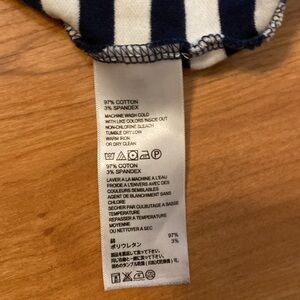 97% COTTON
3% SPANDEX
MACHINE WASH COLD
WITH LIKE COLORS INSIDE OUT
NON-CHLORINE BLEACH
TUMBLE DRY LOW
WARM IRON
OR DRY CLEAN
97% COTON
3% SPANDEX
LAVER A LA MACHINE A L'EAU
FROIDE A L'ENVERS AVEC DES
COULEURS SEMBLABLES
AGENT DE BLANCHIMENT SANS
CHLORE
SECHER PAR CULBUTAGE A BASSE
TEMPERATURE
REPASSER A TEMPERATURE
MOYENNE
OU NETTOYER A SEC
綿 97%
ポリウレタン 3%